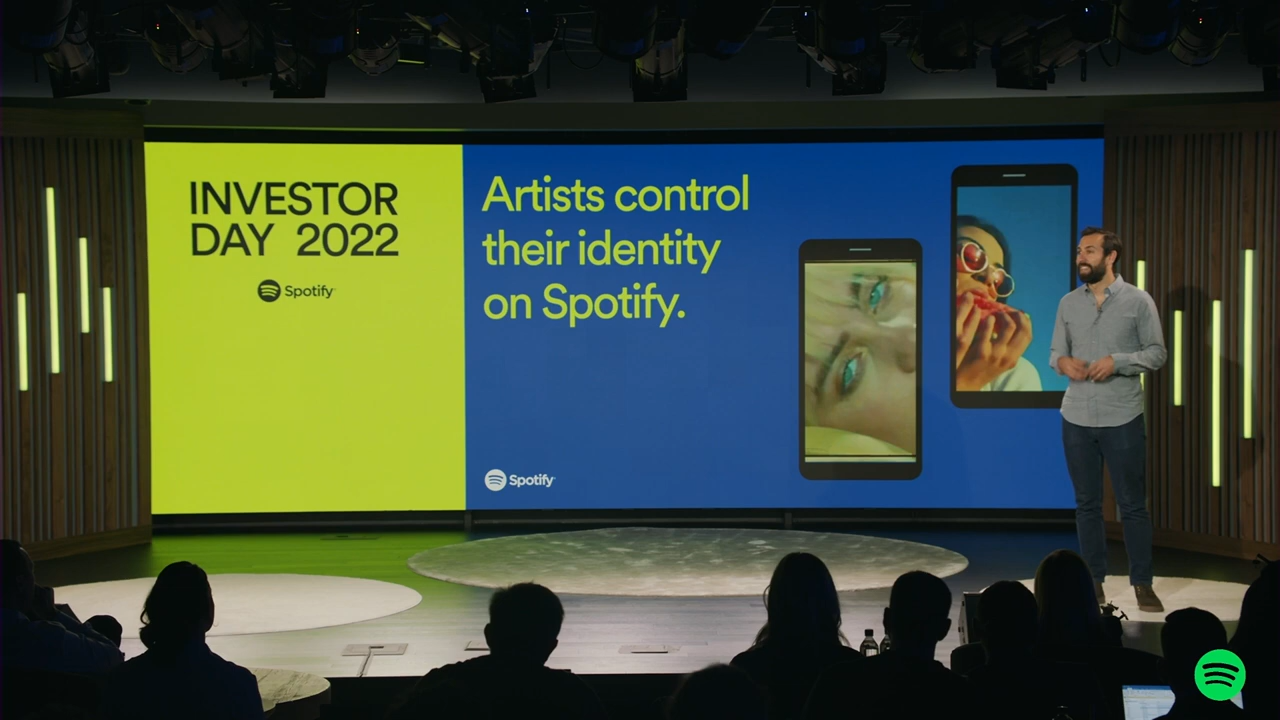 INVESTOR
DAY 2022
Spotify
Artists control
their identity
on Spotify.
Spotify